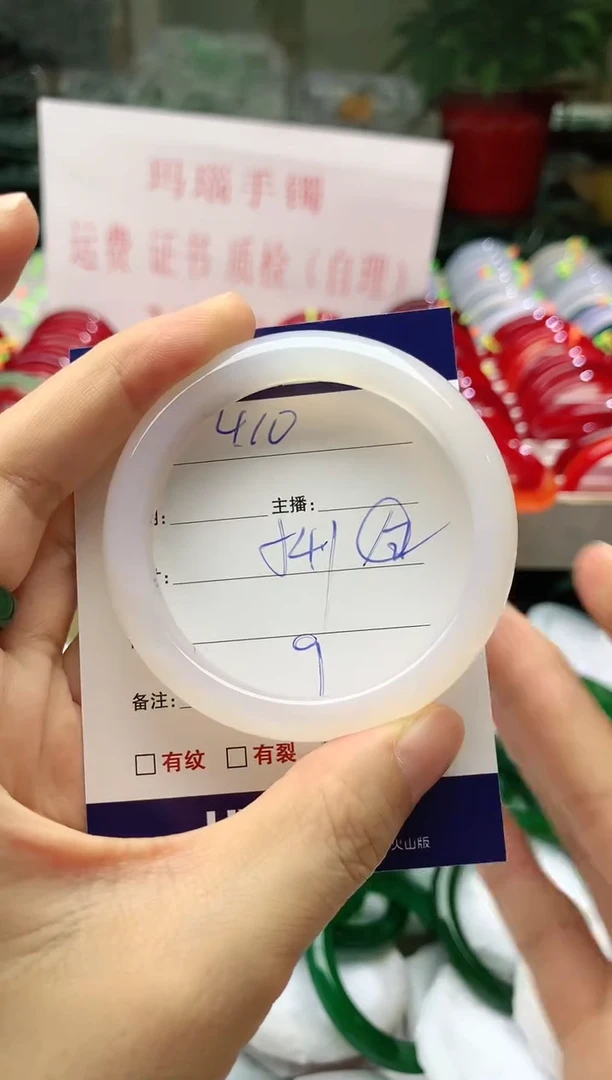 玛瑙手镯
运费 证书 质检（自理）
410
主播:
9
备注:
有纹 有裂
火山版